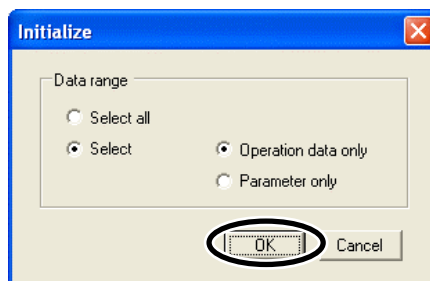 Initialize
Data range
Select all
Select
Operation data only
Parameter only
OK
Cancel